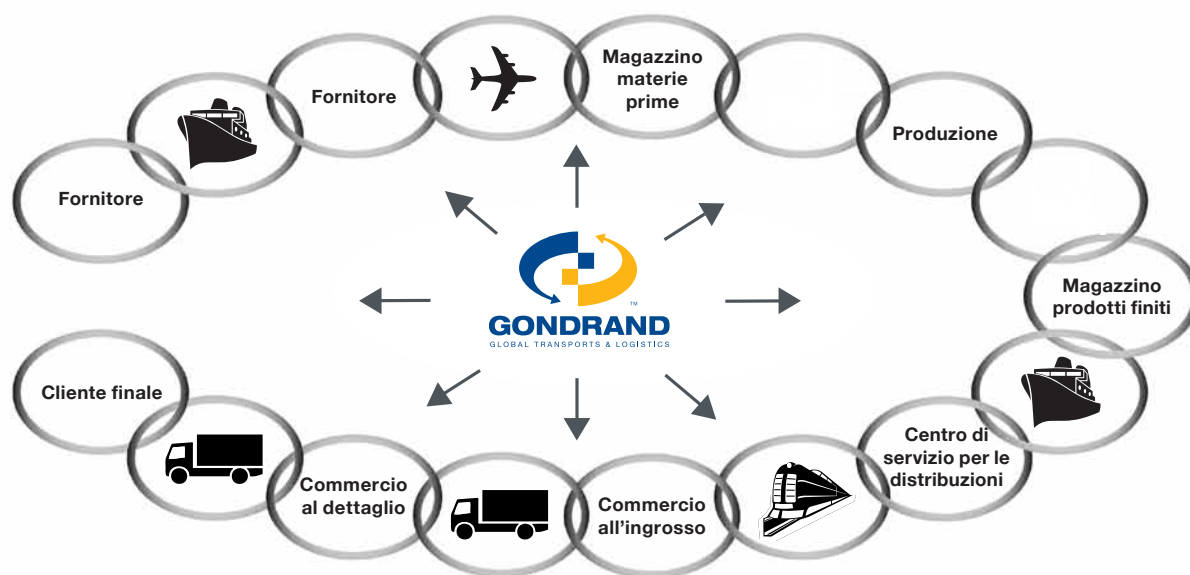 Fornitore
Fornitore
Magazzino
materie
prime
Produzione
Magazzino
prodotti finiti
Centro di
servizio per le
distribuzioni
Commercio
all'ingrosso
Commercio
al dettaglio
Cliente finale
GONDRAND
™
GLOBAL TRANSPORTS & LOGISTICS